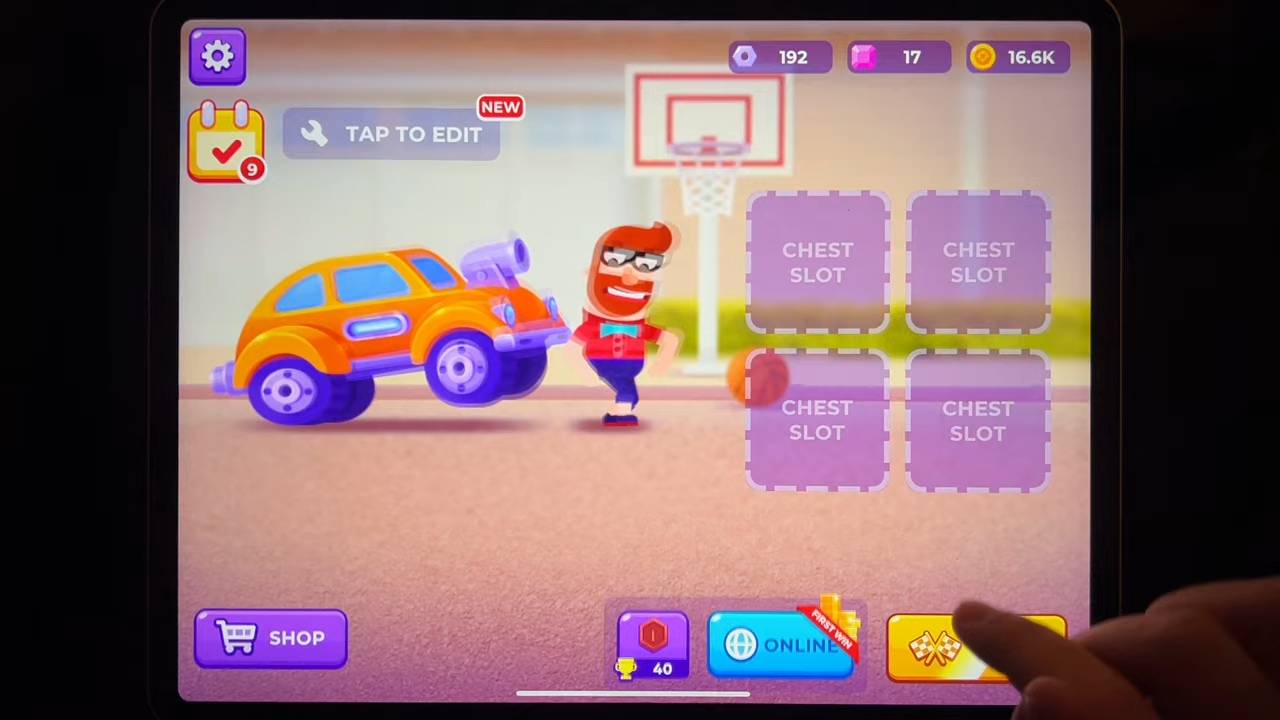 192
17
16.6K
NEW
TAP TO EDIT
9
CHEST
SLOT
CHEST
SLOT
CHEST
SLOT
CHEST
SLOT
SHOP
40
ONLINE
FIRST WIN